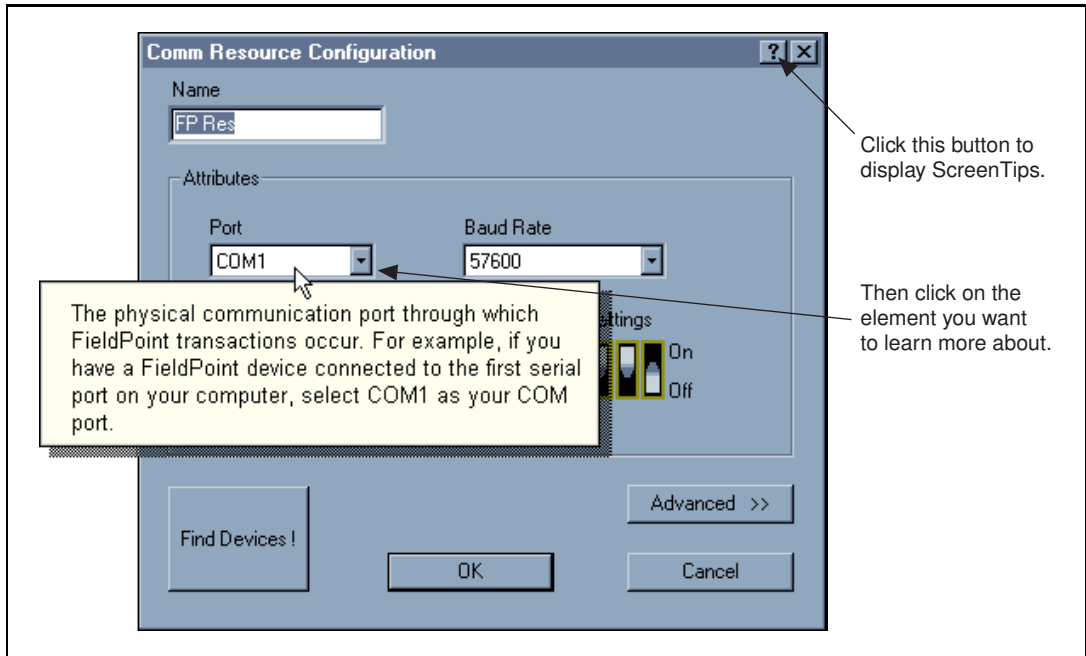 Comm Resource Configuration
?
Name
FP Res
Click this button to
display ScreenTips.
Attributes
Port
Baud Rate
COM1
57600
The physical communication port through which
FieldPoint transactions occur. For example, if you
have a FieldPoint device connected to the first serial
port on your computer, select COM1 as your COM
port.
Then click on the
element you want
to learn more about.
ttings
On
Off
Find Devices !
Advanced >>
OK
Cancel